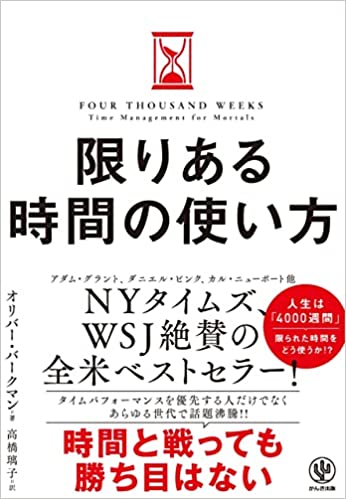 FOUR THOUSAND WEEKS
Time Management for Mortals
限りある
時間の使い方
アダム・グラント、ダニエル・ピンク、カル・ニューポート他
NYタイムズ、
WSJ絶賛の
全米ベストセラー!
人生は
「4000週間」
限られた時間を
どう使うか!?
タイムパフォーマンスを優先する人だけでなく
あらゆる世代で話題沸騰!!
時間と戦っても
勝ち目はない
オリバー・バークマン 著
高橋璃子 訳
かんき出版